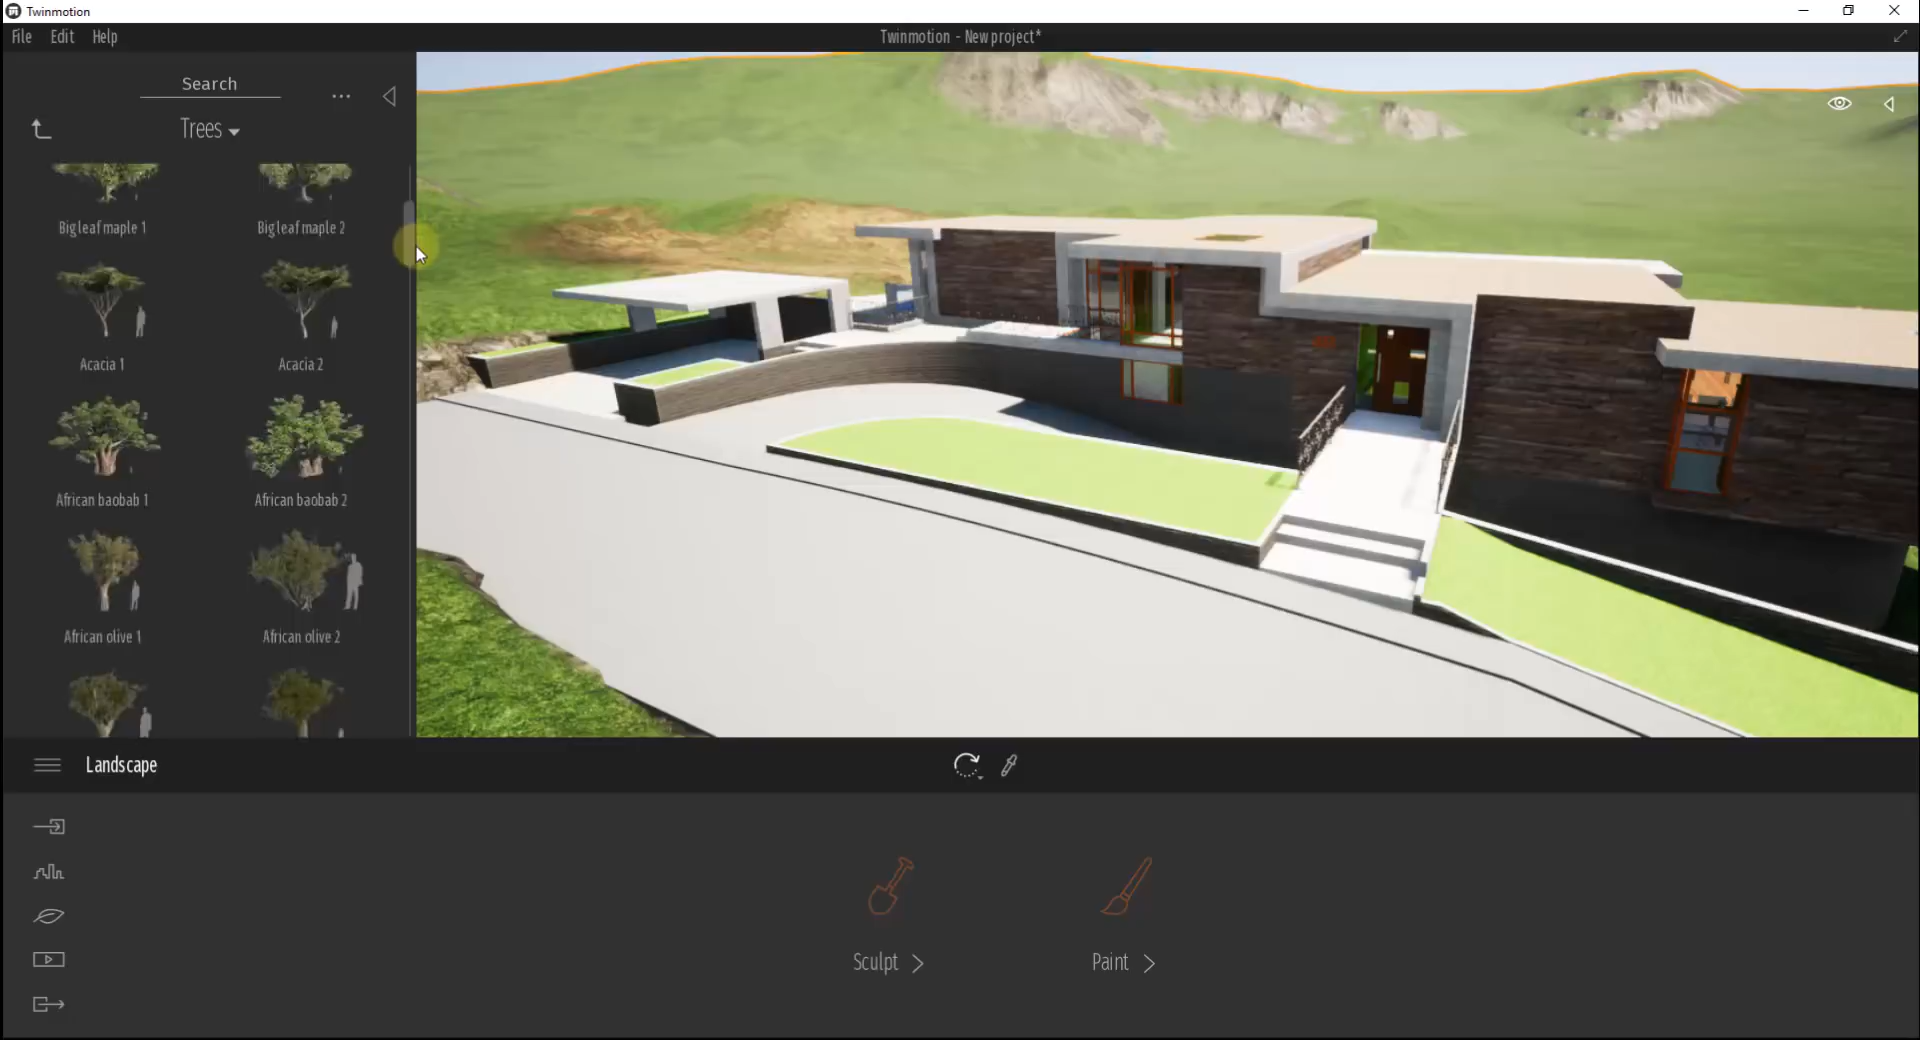 Twinmotion
File Edit Help
Twinmotion - New project*
Search
Trees
Bigleaf maple 1
Bigleaf maple 2
Acacia 1
Acacia 2
African baobab 1
African baobab 2
African olive 1
African olive 2
Landscape
Sculpt
Paint